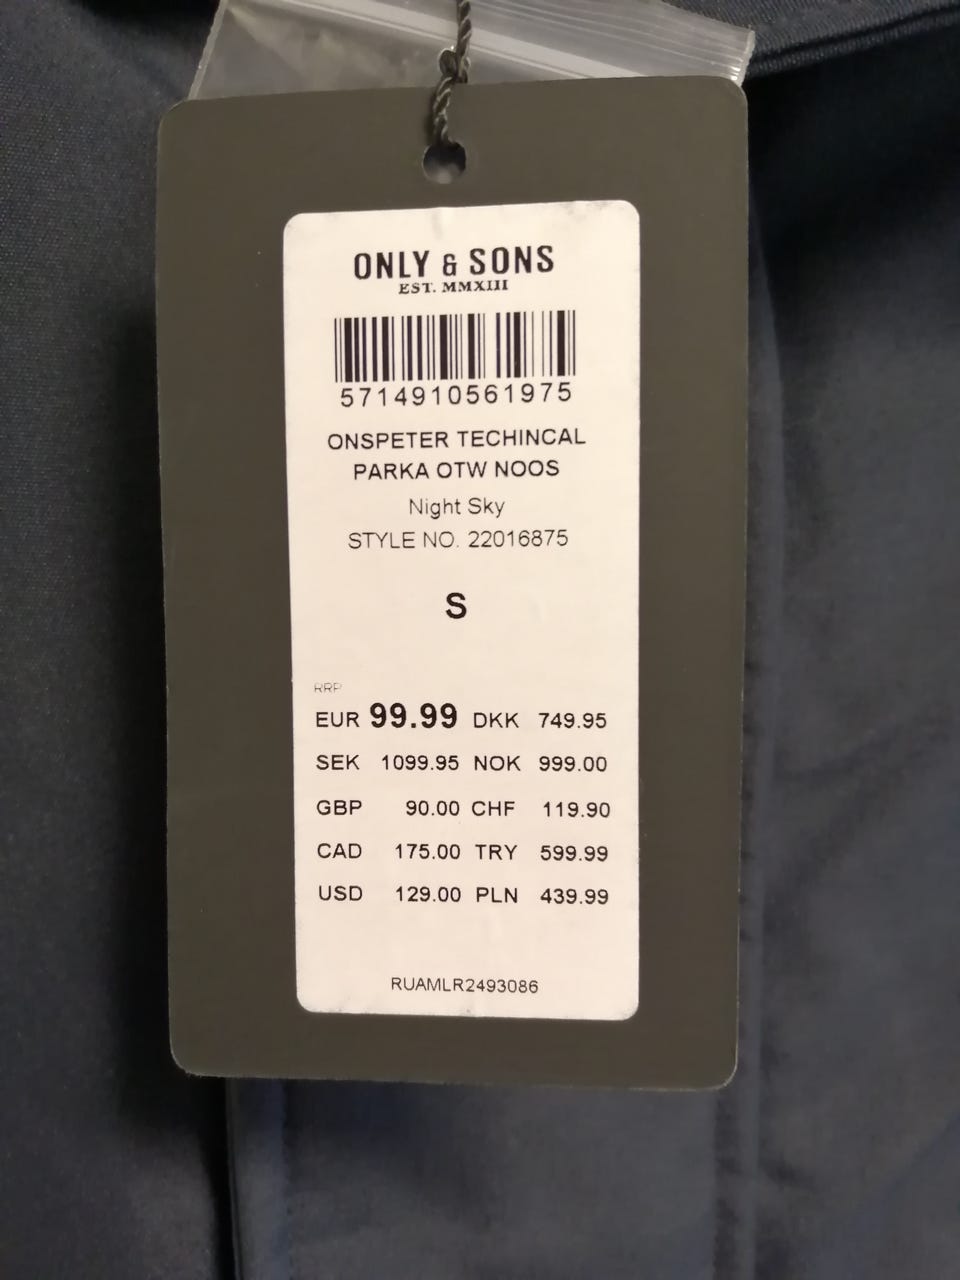 ONLY & SONS
EST. MMXIII
5714910561975
ONSPETER TECHINCAL
PARKA OTW NOOS
Night Sky
STYLE NO. 22016875
S
RRP
EUR 99.99 DKK 749.95
SEK 1099.95 NOK 999.00
GBP 90.00 CHF 119.90
CAD 175.00 TRY 599.99
USD 129.00 PLN 439.99
RUAMLR2493086